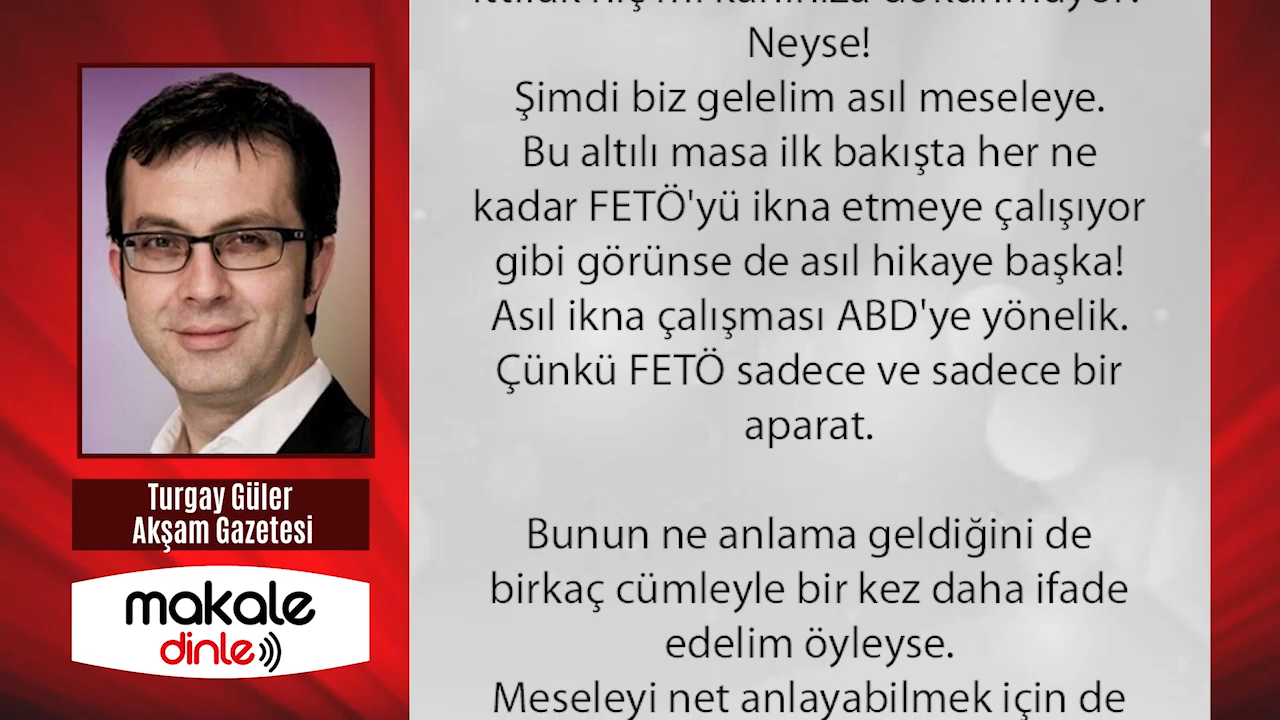 Neyse!
Şimdi biz gelelim asıl meseleye.
Bu altılı masa ilk bakışta her ne
kadar FETÖ'yü ikna etmeye çalışıyor
gibi görünse de asıl hikaye başka!
Asıl ikna çalışması ABD'ye yönelik.
Çünkü FETÖ sadece ve sadece bir
aparat.
Bunun ne anlama geldiğini de
birkaç cümleyle bir kez daha ifade
edelim öyleyse.
Meseleyi net anlayabilmek için de
Turgay Güler
Akşam Gazetesi
makale
dinle